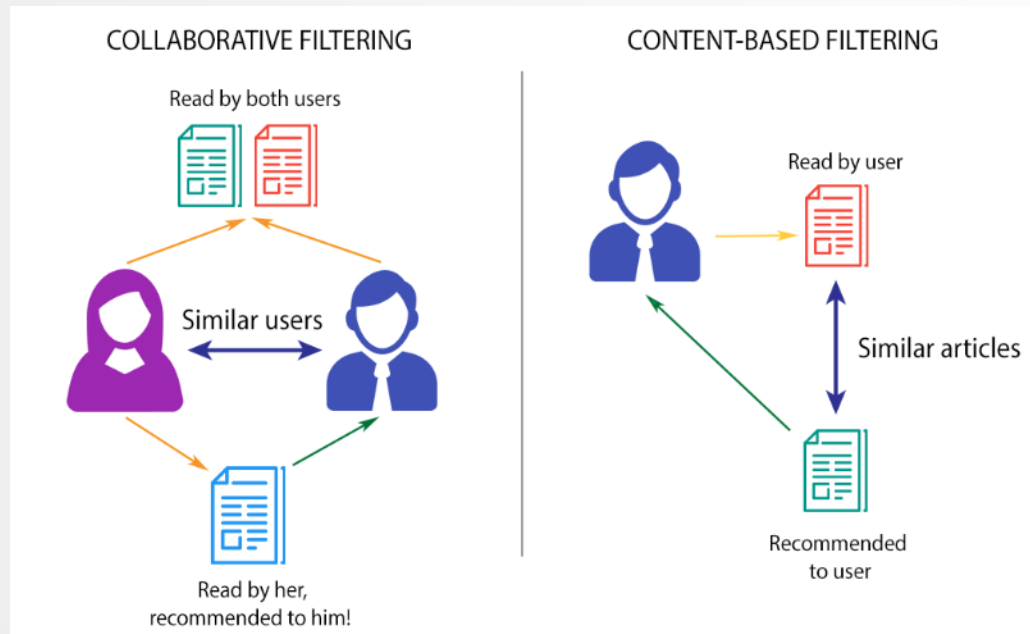 COLLABORATIVE FILTERING
Read by both users
Similar users
Read by her,
recommended to him!
CONTENT-BASED FILTERING
Read by user
Similar articles
Recommended
to user